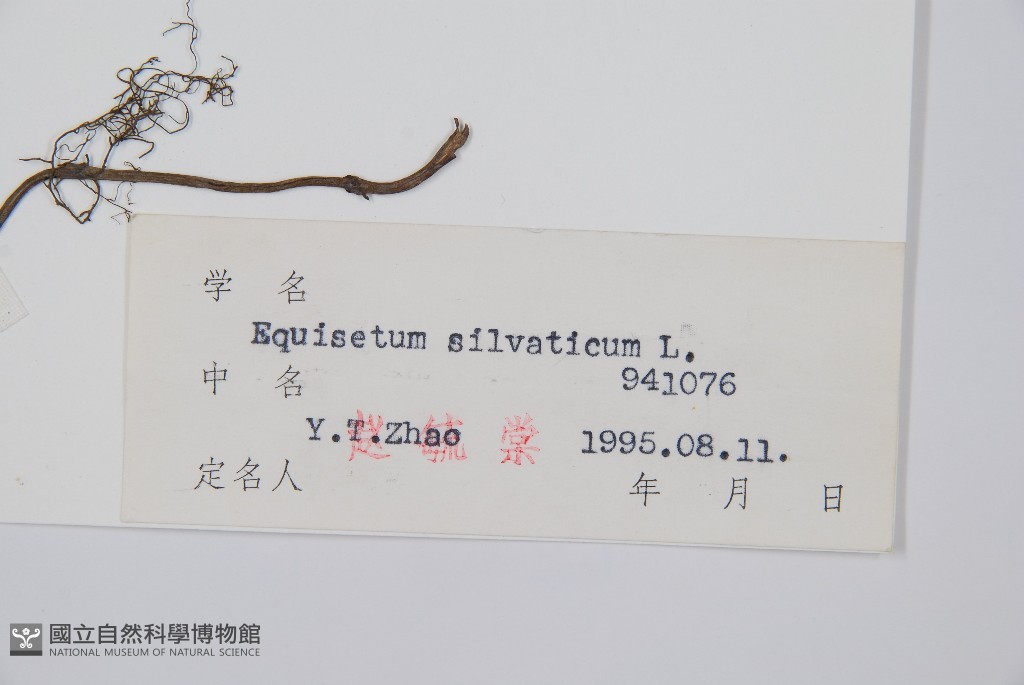 学 名
Equisetum silvaticum L.
中 名
941076
Y.T.Zhao 赵毓棠 1995.08.11.
定名人 年 月 日
國立自然科學博物館
NATIONAL MUSEUM OF NATURAL SCIENCE